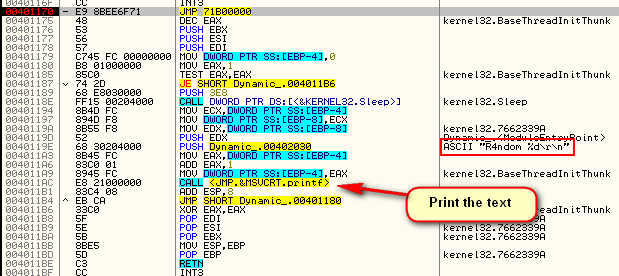 0040116F CC INT3
00401170 - E9 8BEE6F71 JMP 71B00000
00401175 48 DEC EAX kernel32.BaseThreadInitThunk
00401176 53 PUSH EBX
00401177 56 PUSH ESI
00401178 57 PUSH EDI
00401179 C745 FC 00000000 MOV DWORD PTR SS:[EBP-4],0
00401180 B8 01000000 MOV EAX,1
00401185 85C0 TEST EAX,EAX kernel32.BaseThreadInitThunk
00401187 74 2D JE SHORT Dynamic_.004011B6
00401189 68 E8030000 PUSH 3E8
0040118E FF15 00204000 CALL DWORD PTR DS:[<&KERNEL32.Sleep>] kernel32.Sleep
00401194 8B4D FC MOV ECX,DWORD PTR SS:[EBP-4]
00401197 894D F8 MOV DWORD PTR SS:[EBP-8],ECX
0040119A 8B55 F8 MOV EDX,DWORD PTR SS:[EBP-8] kernel32.7662339A
0040119D 52 PUSH EDX Dynamic_.<ModuleEntryPoint>
0040119E 68 30204000 PUSH Dynamic_.00402030 ASCII "R4ndom %d\r\n"
004011A3 8B45 FC MOV EAX,DWORD PTR SS:[EBP-4]
004011A6 83C0 01 ADD EAX,1
004011A9 8945 FC MOV DWORD PTR SS:[EBP-4],EAX kernel32.BaseThreadInitThunk
004011AC E8 21000000 CALL <JMP.&MSVCRT.printf>
004011B1 83C4 08 ADD ESP,8
004011B4 EB CA JMP SHORT Dynamic_.00401180
004011B6 33C0 XOR EAX,EAX kernel32.BaseThreadInitThunk
004011B8 5F POP EDI kernel32.7662339A
004011B9 5E POP ESI kernel32.7662339A
004011BA 5B POP EBX kernel32.7662339A
004011BB 8BE5 MOV ESP,EBP
004011BD 5D POP EBP kernel32.7662339A
004011BE C3 RETN
004011BF CC INT3
Print the text